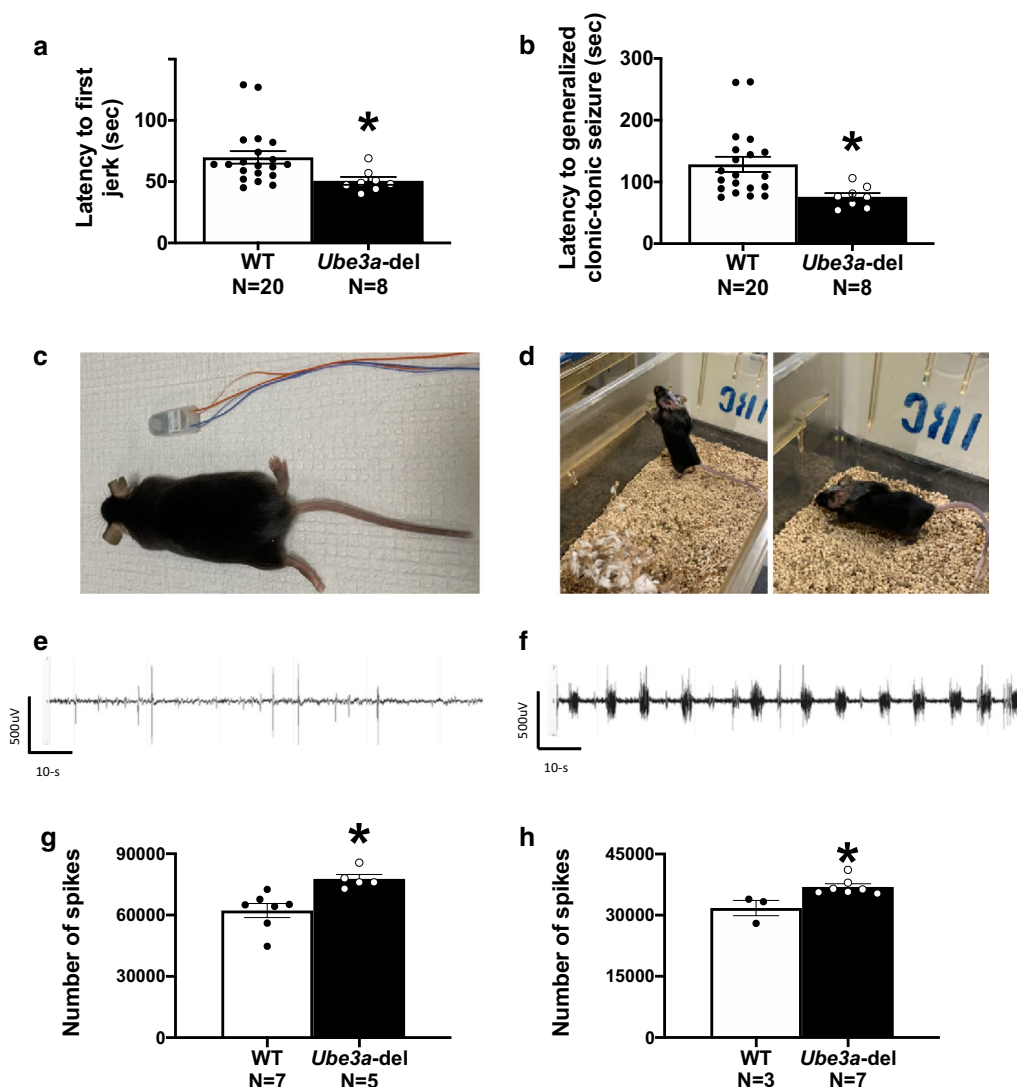 a
Latency to first
jerk (sec)
100
50
0
*
WT
N=20
Ube3a-del
N=8
b
Latency to generalized
clonic-tonic seizure (sec)
300
200
100
0
*
WT
N=20
Ube3a-del
N=8
c
d
IRC
IRC
e
500uV
10-s
f
500uV
10-s
g
Number of spikes
90000
60000
30000
0
*
WT
N=7
Ube3a-del
N=5
h
Number of spikes
45000
30000
15000
0
*
WT
N=3
Ube3a-del
N=7